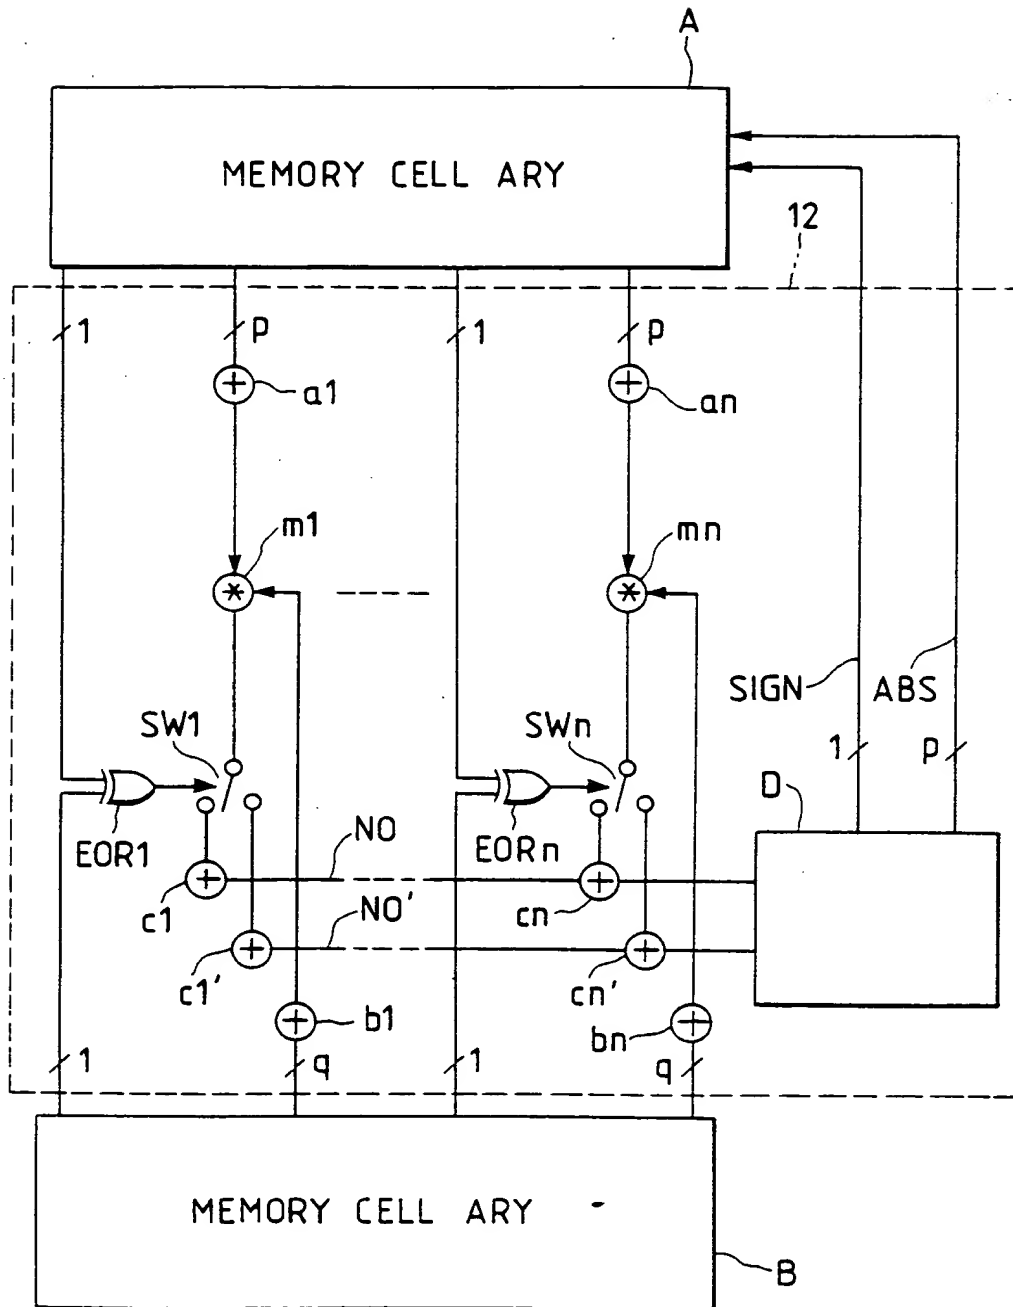 A
MEMORY CELL ARY
12
1
p
1
p
a1
an
m1
mn
SIGN
ABS
SW1
SWn
1
p
D
EOR1
NO
EORn
c1
cn
NO'
c1'
cn'
b1
bn
1
q
1
q
MEMORY CELL ARY
B